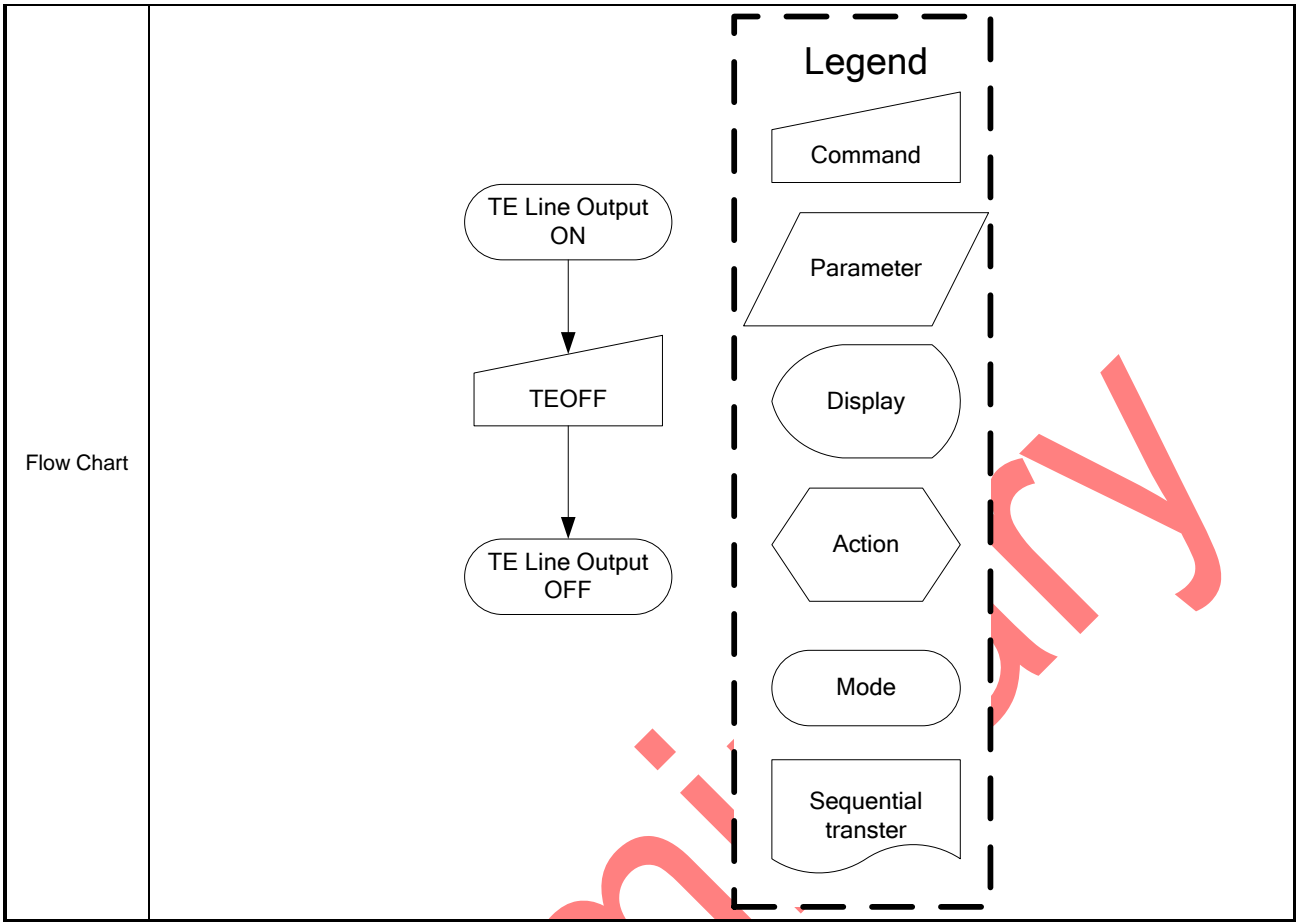 Flow Chart
TE Line Output
ON
TEOFF
TE Line Output
OFF
Legend
Command
Parameter
Display
Action
Mode
Sequential
transter